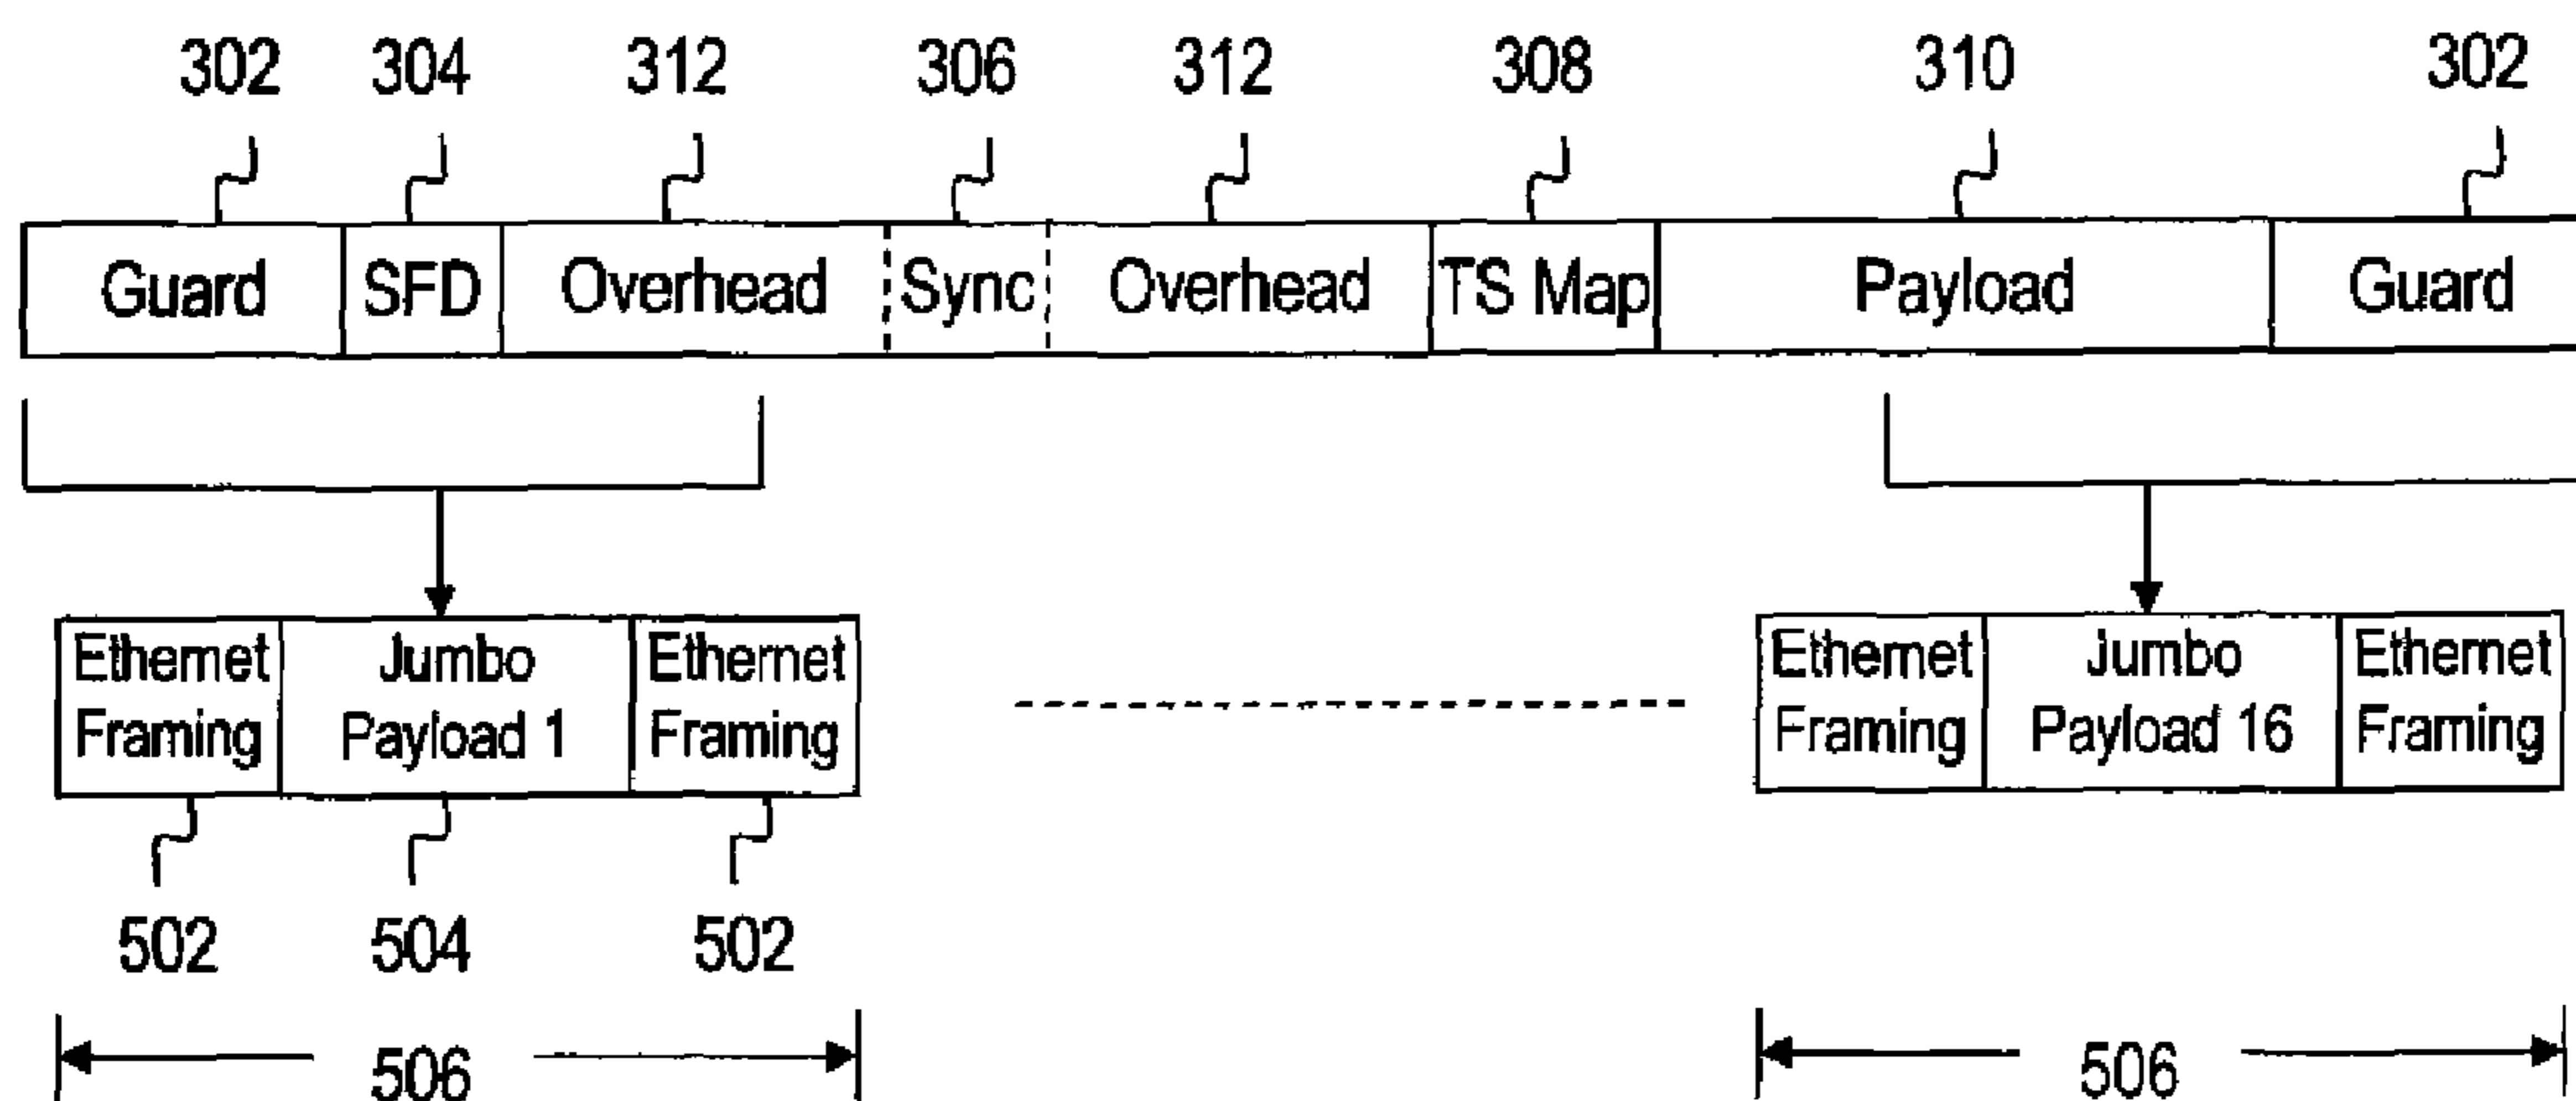 302 304 312 306 312 308 310 302
Guard SFD Overhead Sync Overhead TS Map Payload Guard
Ethernet Jumbo Ethernet Ethernet Jumbo Ethernet
Framing Payload 1 Framing Framing Payload 16 Framing
502 504 502
506 506